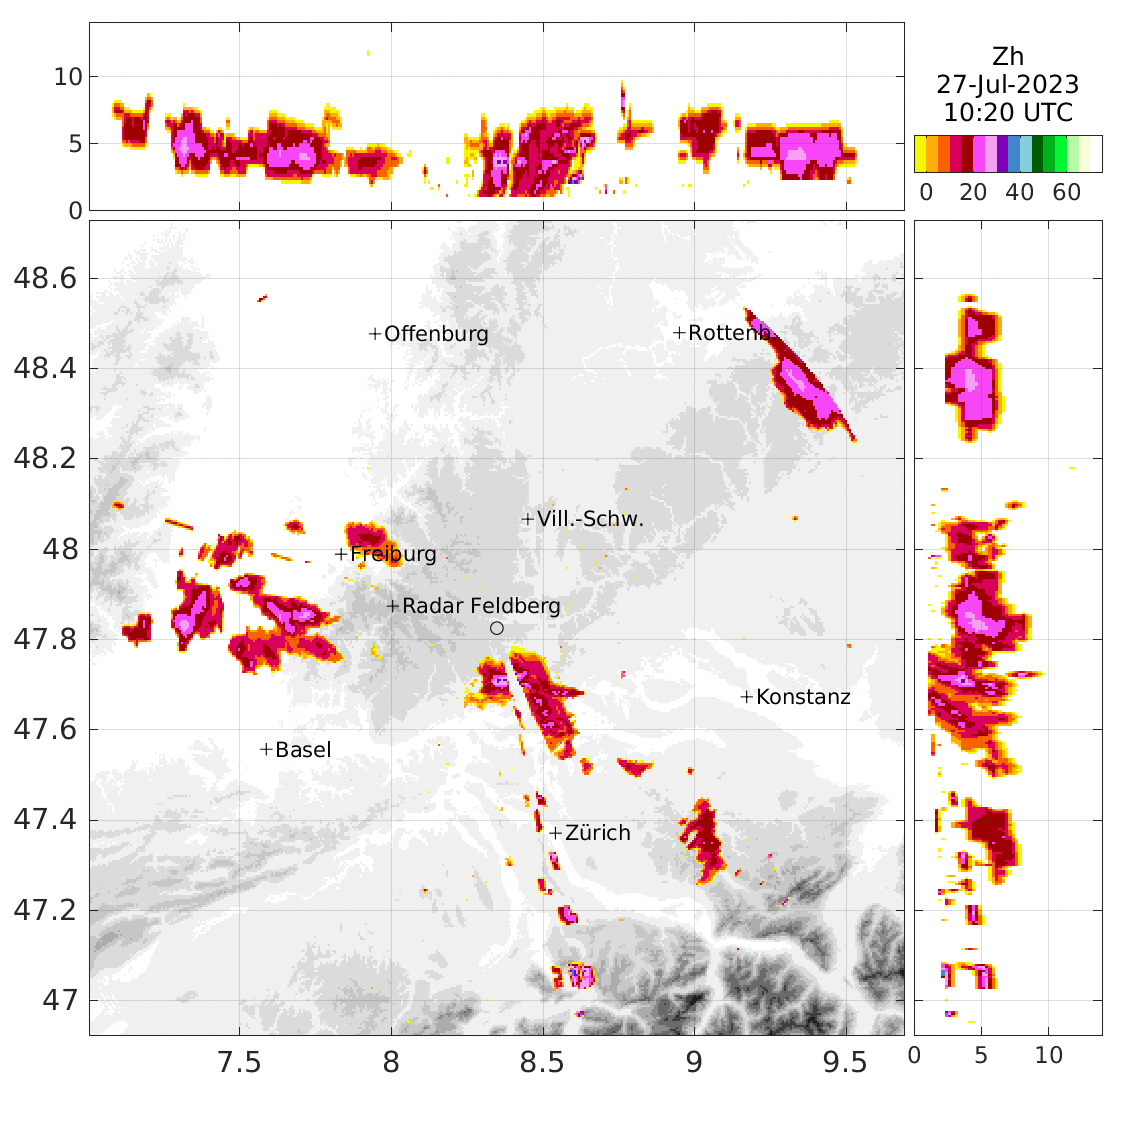 Zh
27-Jul-2023
10:20 UTC
0 20 40 60
10
5
0
48.6
48.4
48.2
48
47.8
47.6
47.4
47.2
47
Offenburg
Rottenb.
Vill.-Schw.
Freiburg
Radar Feldberg
Konstanz
Basel
Zürich
7.5 8 8.5 9 9.5
0 5 10